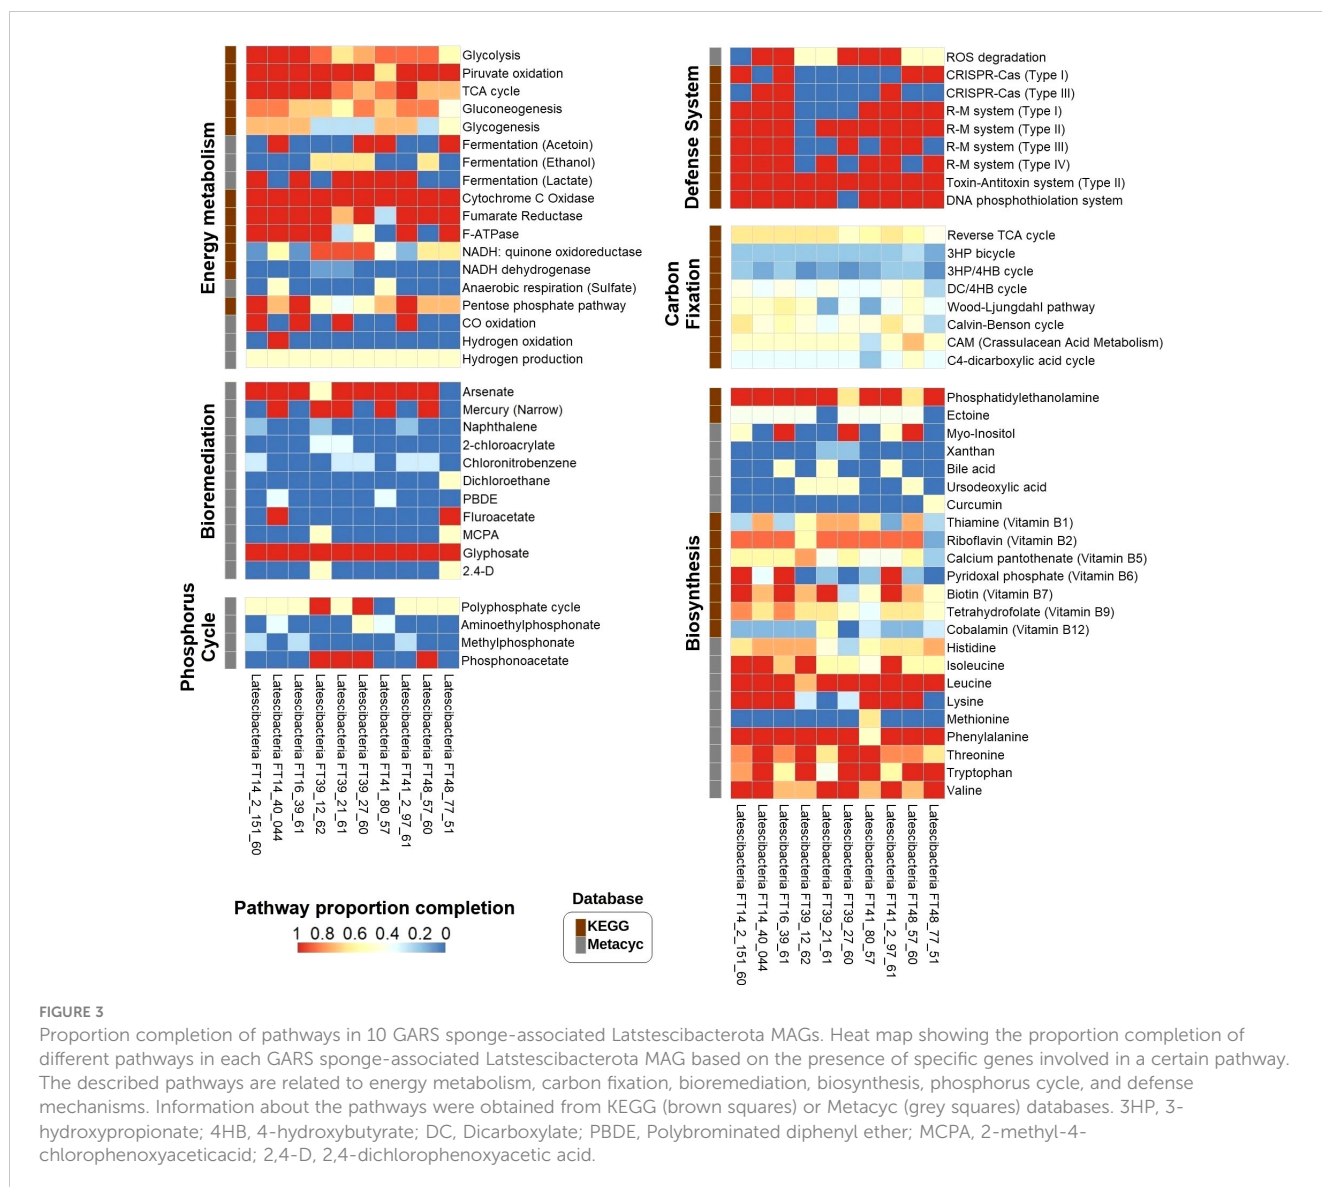 Energy metabolism
Glycolysis
Piruvate oxidation
TCA cycle
Gluconeogenesis
Glycogenesis
Fermentation (Acetoin)
Fermentation (Ethanol)
Fermentation (Lactate)
Cytochrome C Oxidase
Fumarate Reductase
F-ATPase
NADH: quinone oxidoreductase
NADH dehydrogenase
Anaerobic respiration (Sulfate)
Pentose phosphate pathway
CO oxidation
Hydrogen oxidation
Hydrogen production
Bioremediation
Arsenate
Mercury (Narrow)
Naphthalene
2-chloroacrylate
Chloronitrobenzene
Dichloroethane
PBDE
Fluroacetate
MCPA
Glyphosate
2.4-D
Phosphorus
Cycle
Polyphosphate cycle
Aminoethylphosphonate
Methylphosphonate
Phosphonoacetate
Latescibacteria FT14_2_151_60
Latescibacteria FT14_40_044
Latescibacteria FT16_39_61
Latescibacteria FT39_12_62
Latescibacteria FT39_21_61
Latescibacteria FT39_27_60
Latescibacteria FT41_80_57
Latescibacteria FT41_2_97_61
Latescibacteria FT48_57_60
Latescibacteria FT48_77_51
Defense System
ROS degradation
CRISPR-Cas (Type I)
CRISPR-Cas (Type III)
R-M system (Type I)
R-M system (Type II)
R-M system (Type III)
R-M system (Type IV)
Toxin-Antitoxin system (Type II)
DNA phosphothiolation system
Carbon
Fixation
Reverse TCA cycle
3HP bicycle
3HP/4HB cycle
DC/4HB cycle
Wood-Ljungdahl pathway
Calvin-Benson cycle
CAM (Crassulacean Acid Metabolism)
C4-dicarboxylic acid cycle
Biosynthesis
Phosphatidylethanolamine
Ectoine
Myo-Inositol
Xanthan
Bile acid
Ursodeoxylic acid
Curcumin
Thiamine (Vitamin B1)
Riboflavin (Vitamin B2)
Calcium pantothenate (Vitamin B5)
Pyridoxal phosphate (Vitamin B6)
Biotin (Vitamin B7)
Tetrahydrofolate (Vitamin B9)
Cobalamin (Vitamin B12)
Histidine
Isoleucine
Leucine
Lysine
Methionine
Phenylalanine
Threonine
Tryptophan
Valine
Latescibacteria FT14_2_151_60
Latescibacteria FT14_40_044
Latescibacteria FT16_39_61
Latescibacteria FT39_12_62
Latescibacteria FT39_21_61
Latescibacteria FT39_27_60
Latescibacteria FT41_80_57
Latescibacteria FT41_2_97_61
Latescibacteria FT48_57_60
Latescibacteria FT48_77_51
Pathway proportion completion
1 0.8 0.6 0.4 0.2 0
Database
KEGG
Metacyc
FIGURE 3
Proportion completion of pathways in 10 GARS sponge-associated Latstescibacterota MAGs. Heat map showing the proportion completion of
different pathways in each GARS sponge-associated Latstescibacterota MAG based on the presence of specific genes involved in a certain pathway.
The described pathways are related to energy metabolism, carbon fixation, bioremediation, biosynthesis, phosphorus cycle, and defense
mechanisms. Information about the pathways were obtained from KEGG (brown squares) or Metacyc (grey squares) databases. 3HP, 3-
hydroxypropionate; 4HB, 4-hydroxybutyrate; DC, Dicarboxylate; PBDE, Polybrominated diphenyl ether; MCPA, 2-methyl-4-
chlorophenoxyaceticacid; 2,4-D, 2,4-dichlorophenoxyacetic acid.